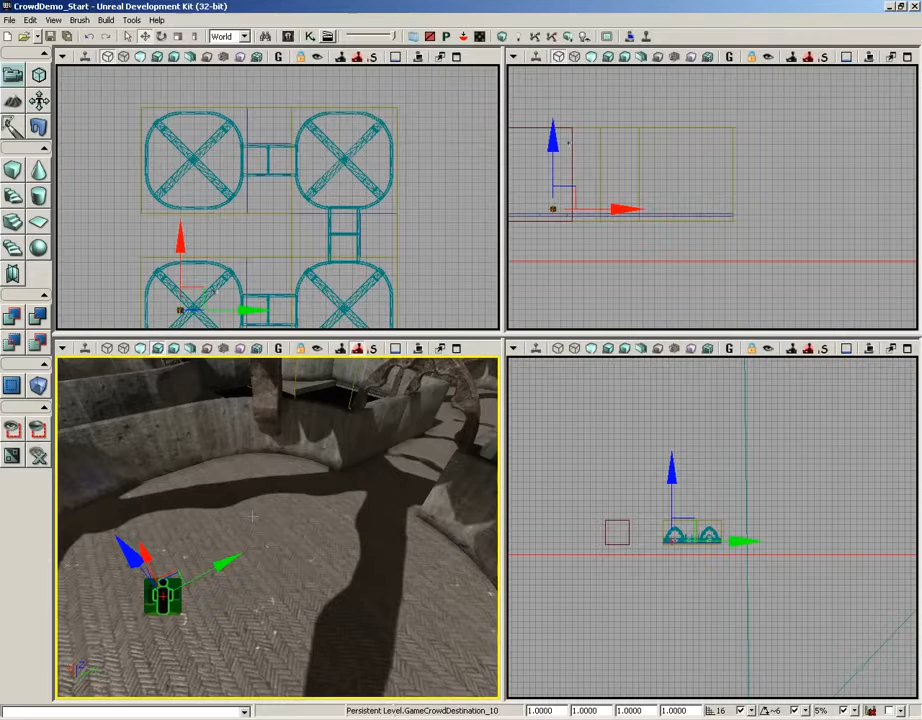 CrowdDemo_Start - Unreal Development Kit (32-bit)
File Edit View Brush Build Tools Help
World
G
S
G
S
G
S
G
S
Persistent Level.GameCrowdDestination_10
1.0000 1.0000 1.0000 1.0000
16
6
5%